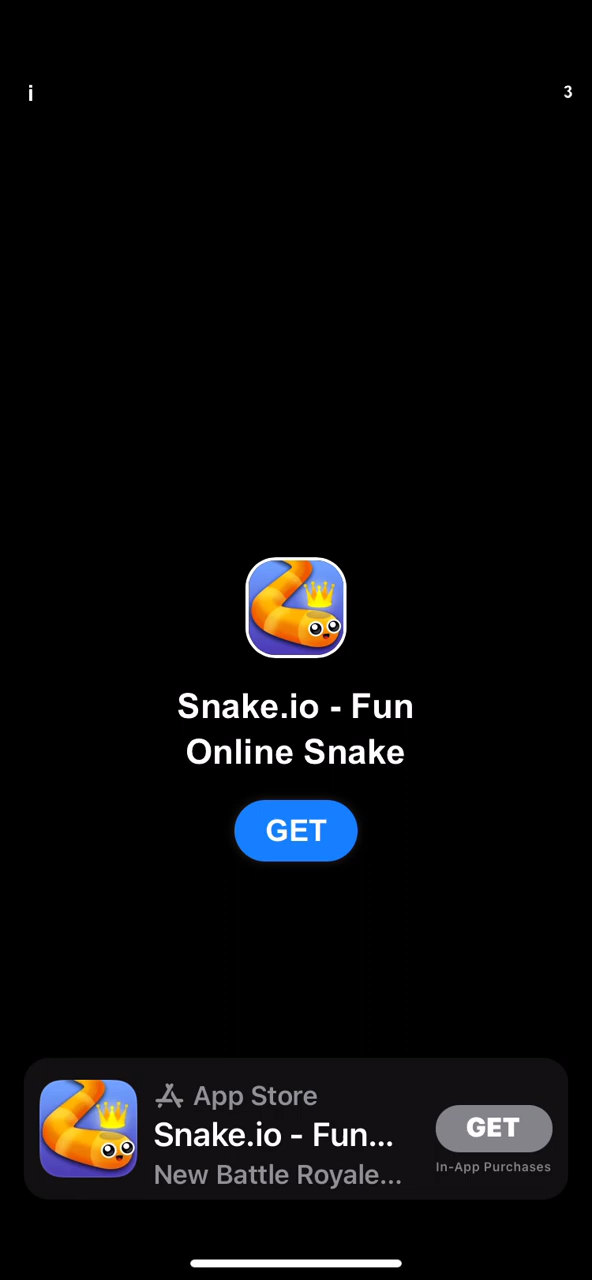 i
3
Snake.io - Fun
Online Snake
GET
App Store
Snake.io - Fun...
New Battle Royale...
GET
In-App Purchases